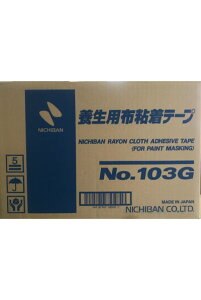 養生用布粘着テープ
NICHIBAN
NICHIBAN RAYON CLOTH ADHESIVE TAPE
(FOR PAINT MASKING)
5
No.103G
MADE IN JAPAN
NICHIBAN CO.,LTD.